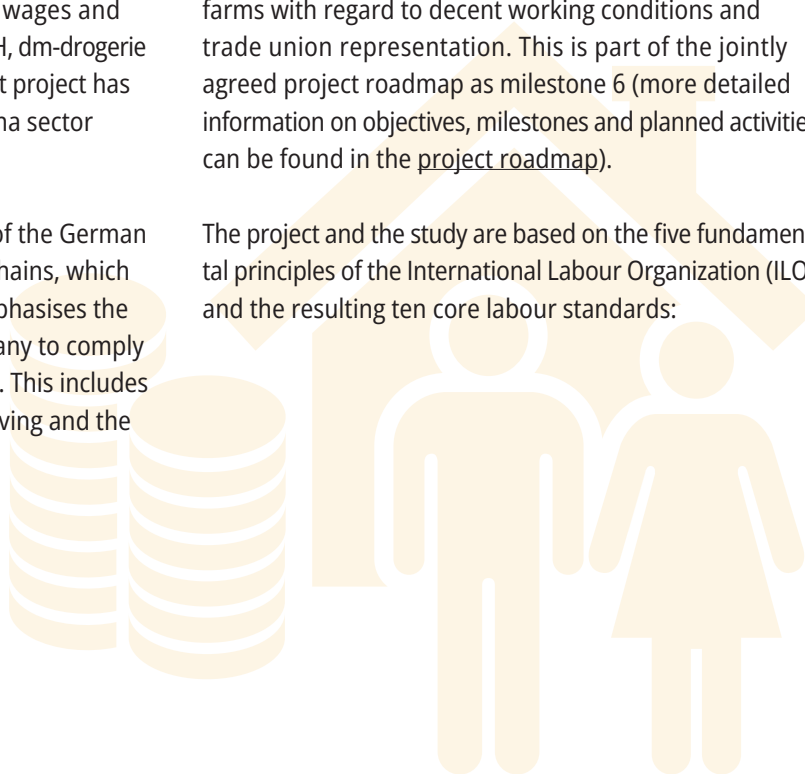 wages and
H, dm-drogerie
t project has
na sector
of the German
hains, which
phasises the
any to comply
. This includes
ving and the
farms with regard to decent working conditions and
trade union representation. This is part of the jointly
agreed project roadmap as milestone 6 (more detailed
information on objectives, milestones and planned activitie
can be found in the project roadmap).
The project and the study are based on the five fundamen
tal principles of the International Labour Organization (ILO
and the resulting ten core labour standards: